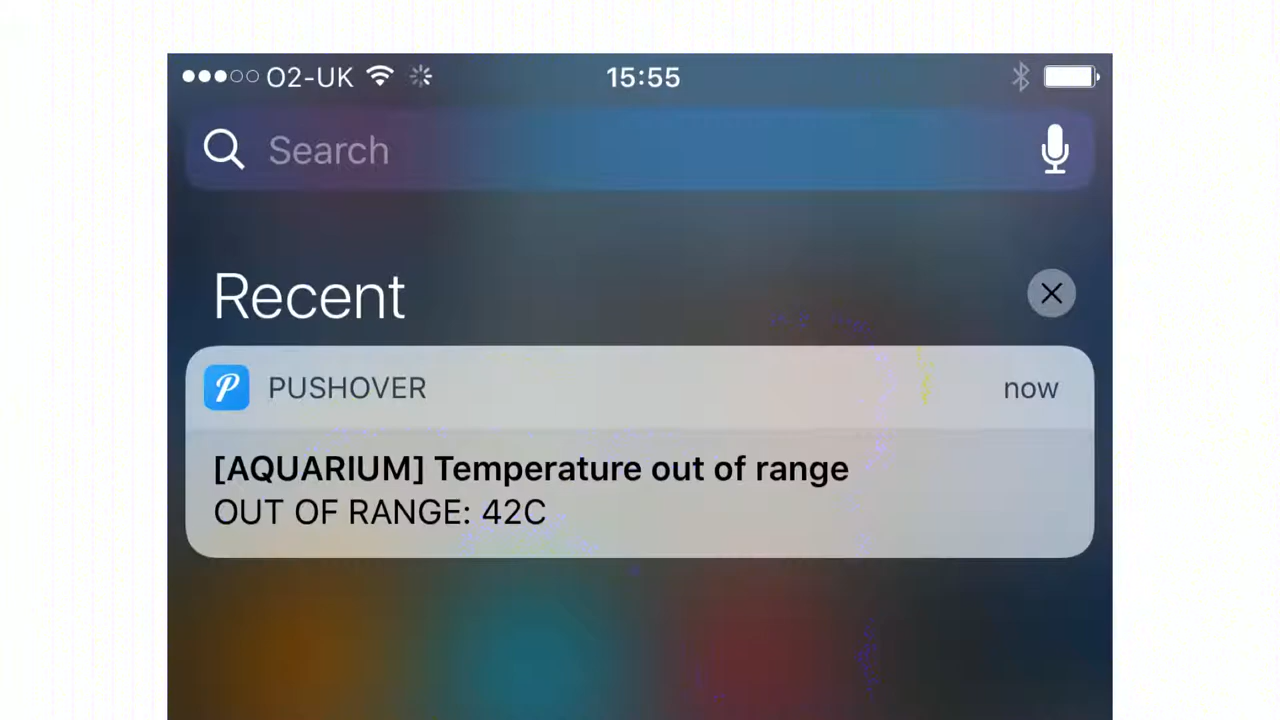 O2-UK 15:55
Search
Recent
PUSHOVER now
[AQUARIUM] Temperature out of range
OUT OF RANGE: 42C